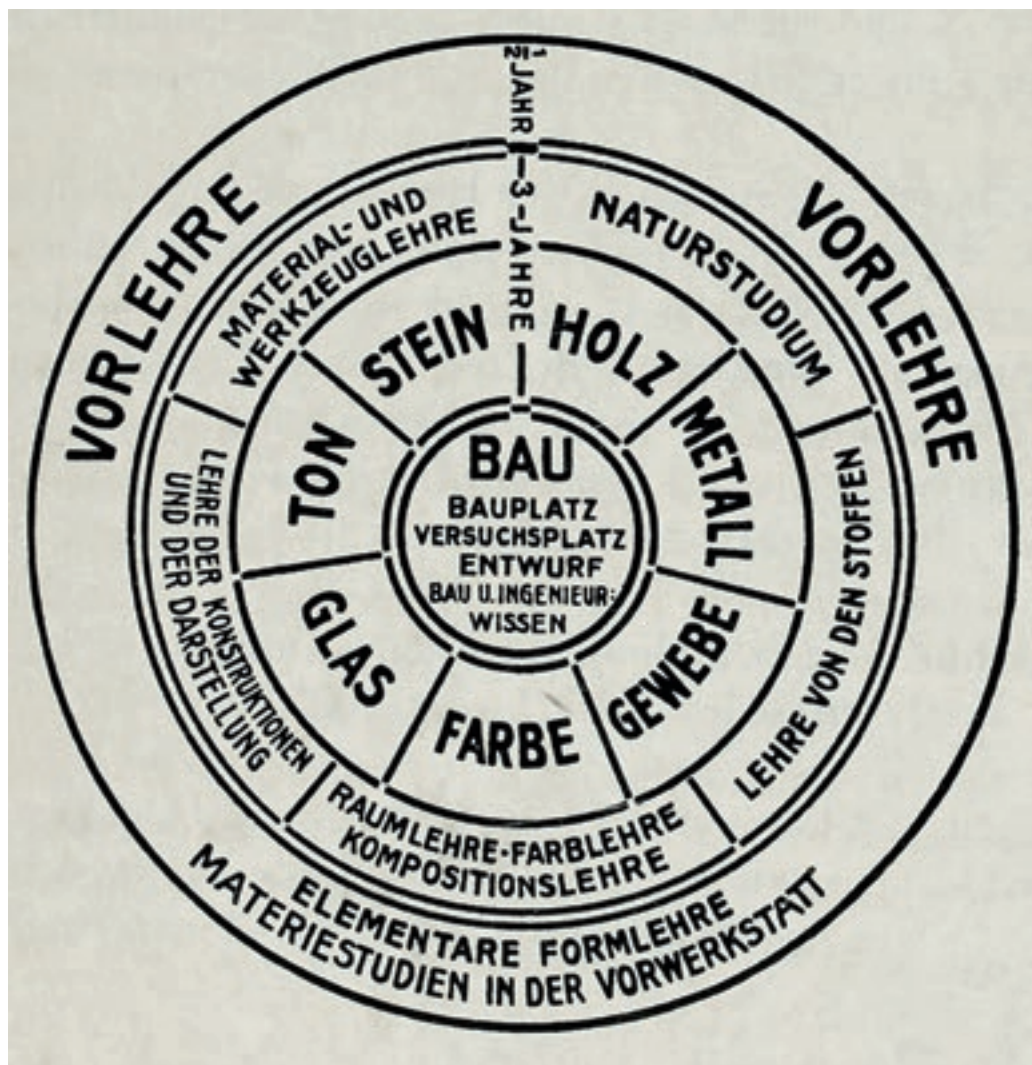 VORLEHRE
VORLEHRE
1/2 JAHR
3-JAHRE
MATERIAL- UND
WERKZEUGLEHRE
NATURSTUDIUM
LEHRE VON DEN STOFFEN
RAUMLEHRE·FARBLEHRE
KOMPOSITIONSLEHRE
LEHRE DER KONSTRUKTIONEN
UND DER DARSTELLUNG
STEIN
HOLZ
METALL
GEWEBE
FARBE
GLAS
TON
BAU
BAUPLATZ
VERSUCHSPLATZ
ENTWURF
BAU U. INGENIEUR:
WISSEN
ELEMENTARE FORMLEHRE
MATERIESTUDIEN IN DER VORWERKSTATT